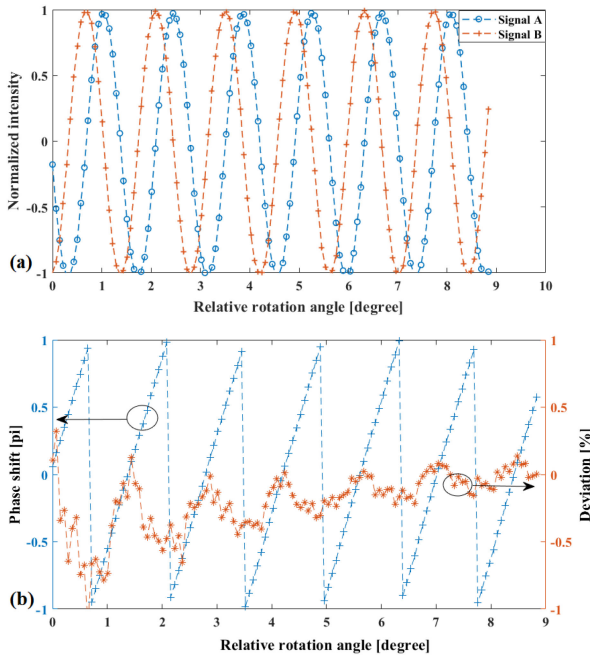 1
0.5
0
-0.5
-1
Normalized intensity
Signal A
Signal B
0 1 2 3 4 5 6 7 8 9 10
Relative rotation angle [degree]
(a)
1
0.5
0
-0.5
-1
Phase shift [pi]
1
0.5
0
-0.5
-1
Deviation [%]
0 1 2 3 4 5 6 7 8 9
Relative rotation angle [degree]
(b)